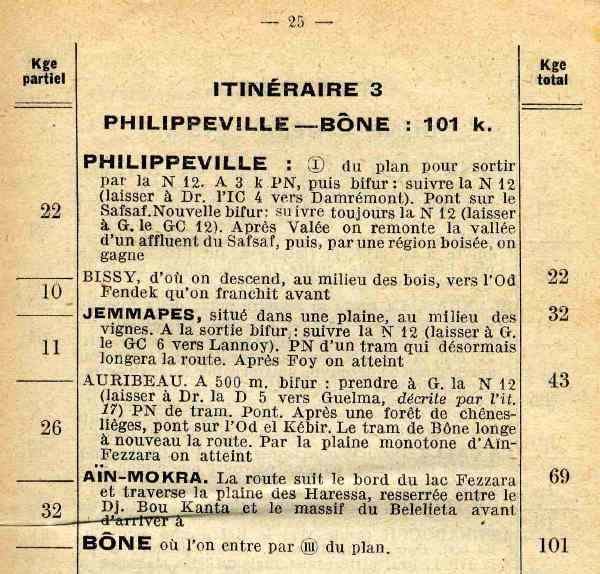 — 25 —
Kge partiel
Kge total
ITINÉRAIRE 3
PHILIPPEVILLE — BÔNE : 101 k.
PHILIPPEVILLE : Ⓘ du plan pour sortir
par la N 12. A 3 k PN, puis bifur : suivre la N 12
(laisser à Dr. l'IC 4 vers Damrémont). Pont sur le
22
Safsaf.Nouvelle bifur: suivre toujours la N 12 (laisser
à G. le GC 12). Après Valée on remonte la vallée
d'un affluent du Safsaf, puis, par une région boisée, on
gagne
BISSY, d'où on descend, au milieu des bois, vers l'Od
22
10
Fendek qu'on franchit avant
JEMMAPES, situé dans une plaine, au milieu des
32
vignes. A la sortie bifur : suivre la N 12 (laisser à G.
11
le GC 6 vers Lannoy). PN d'un tram qui désormais
longera la route. Après Foy on atteint
AURIBEAU. A 500 m. bifur : prendre à G. la N 12
43
(laisser à Dr. la D 5 vers Guelma, décrite par l'it.
17) PN de tram. Pont. Après une forêt de chênes-
26
lièges, pont sur l'Od el Kébir. Le tram de Bône longe
à nouveau la route. Par la plaine monotone d'Aïn-
Fezzara on atteint
AÏN-MOKRA. La route suit le bord du lac Fezzara
69
et traverse la plaine des Haressa, resserrée entre le
32
Dj. Bou Kanta et le massif du Belelieta avant
d'arriver à
BÔNE où l'on entre par (III) du plan.
101